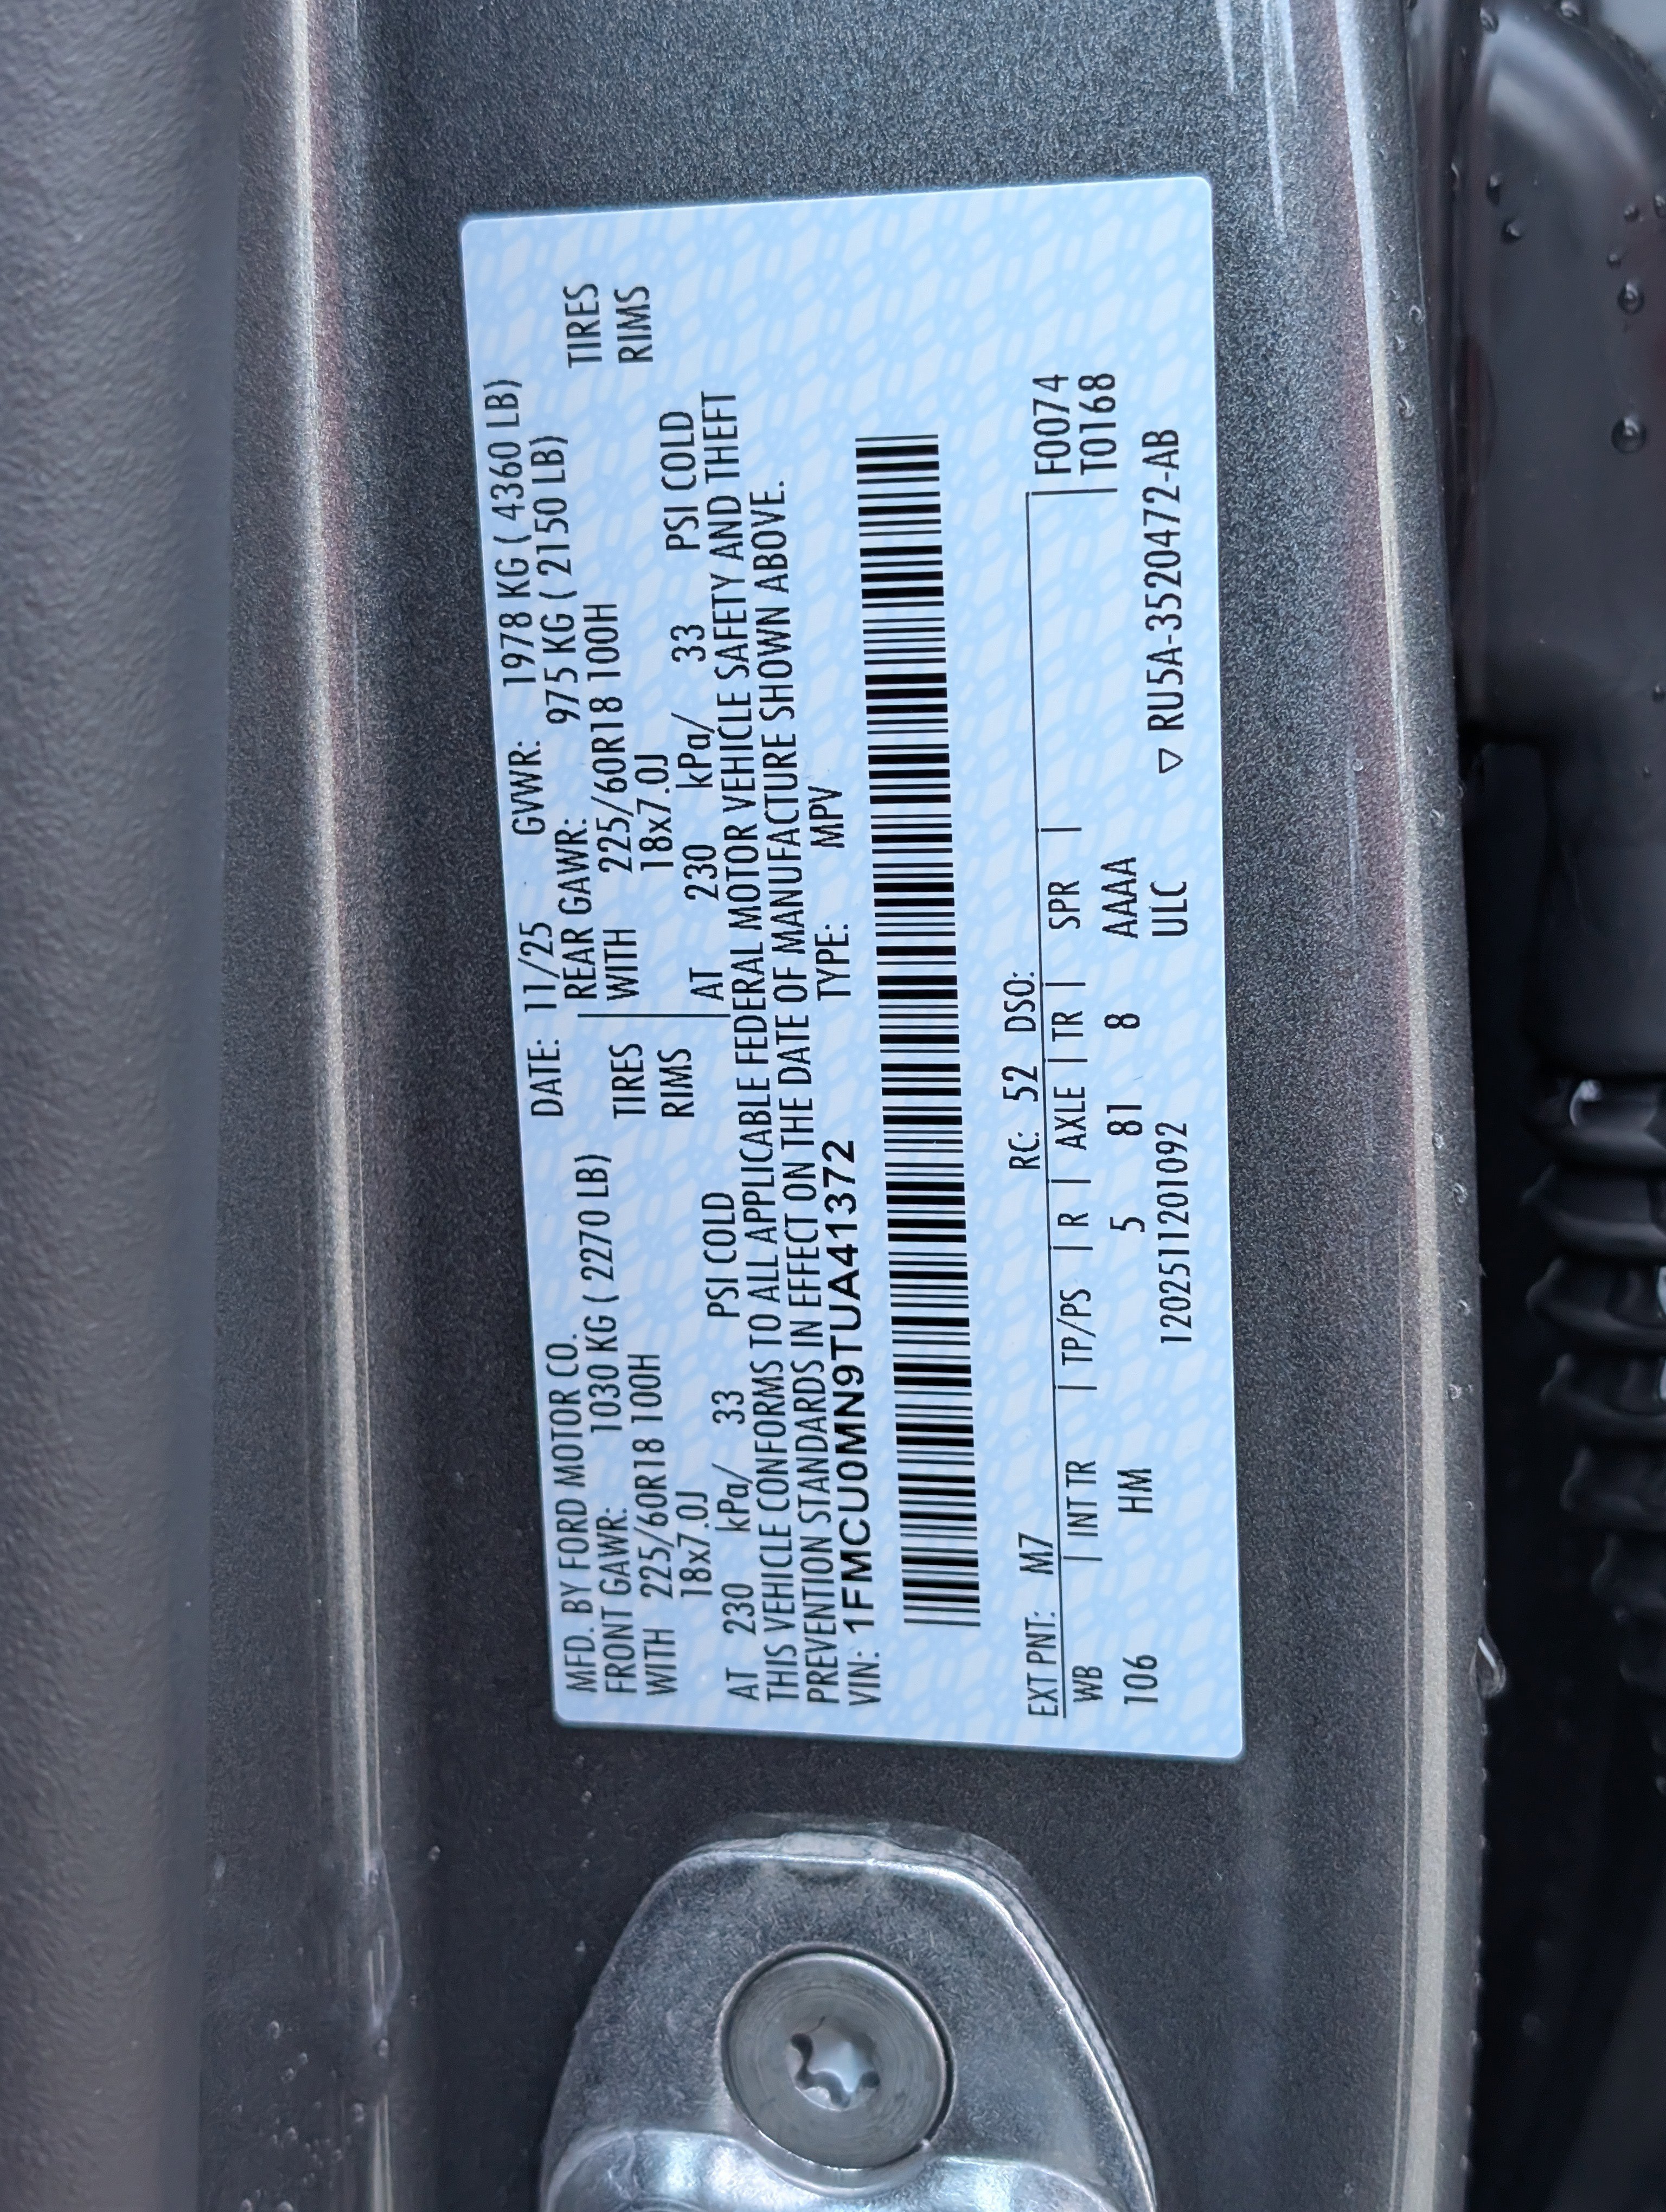 MFD. BY FORD MOTOR CO. DATE: 11/25 GVWR: 1978 KG ( 4360 LB)
FRONT GAWR: 1030 KG ( 2270 LB) REAR GAWR: 975 KG ( 2150 LB)
WITH 225/60R18 100H TIRES WITH 225/60R18 100H TIRES
18x7.0J RIMS 18x7.0J RIMS
AT 230 kPa/ 33 PSI COLD AT 230 kPa/ 33 PSI COLD
THIS VEHICLE CONFORMS TO ALL APPLICABLE FEDERAL MOTOR VEHICLE SAFETY AND THEFT
PREVENTION STANDARDS IN EFFECT ON THE DATE OF MANUFACTURE SHOWN ABOVE.
VIN: 1FMCU0MN9TUA41372 TYPE: MPV
EXT PNT: M7 RC: 52 DSO:
WB | INT TR | TP/PS | R | AXLE | TR | SPR | F0074
106 HM 5 81 8 AAAA T0168
1202511201092 ULC ▽ RU5A-3520472-AB